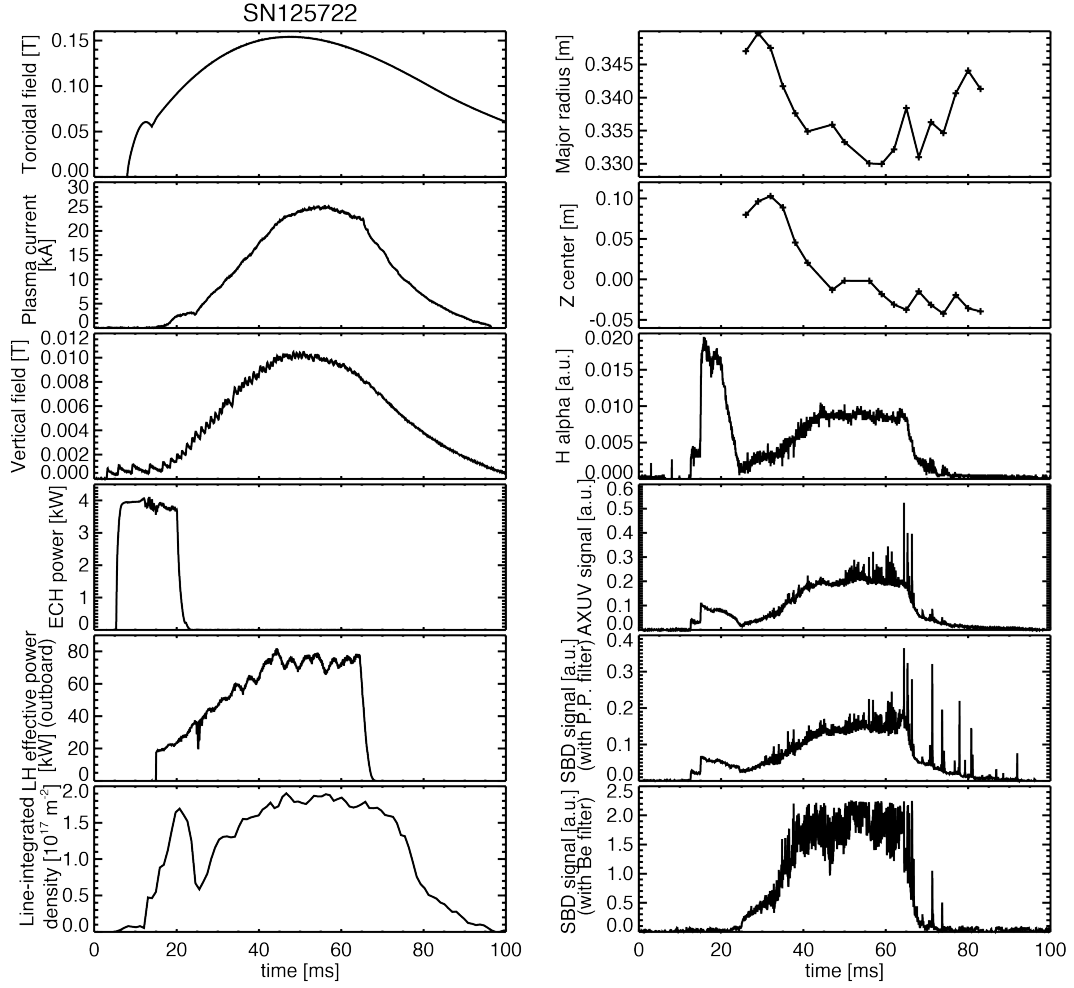 SN125722
Toroidal field [T]
0.15
0.10
0.05
0.00
Plasma current
[kA]
30
25
20
15
10
5
0
Vertical field [T]
0.012
0.010
0.008
0.006
0.004
0.002
0.000
ECH power [kW]
4
3
2
1
0
LH effective power
[kW] (outboard)
80
60
40
20
0
Line-integrated
density [10^17 m^-2]
2.0
1.5
1.0
0.5
0.0
0 20 40 60 80 100
time [ms]
Major radius [m]
0.345
0.340
0.335
0.330
Z center [m]
0.10
0.05
0.00
-0.05
H alpha [a.u.]
0.020
0.015
0.010
0.005
0.000
AXUV signal [a.u.]
0.6
0.5
0.4
0.3
0.2
0.1
0.0
SBD signal [a.u.]
(with P.P. filter)
0.4
0.3
0.2
0.1
0.0
SBD signal [a.u.]
(with Be filter)
2.5
2.0
1.5
1.0
0.5
0.0
0 20 40 60 80 100
time [ms]